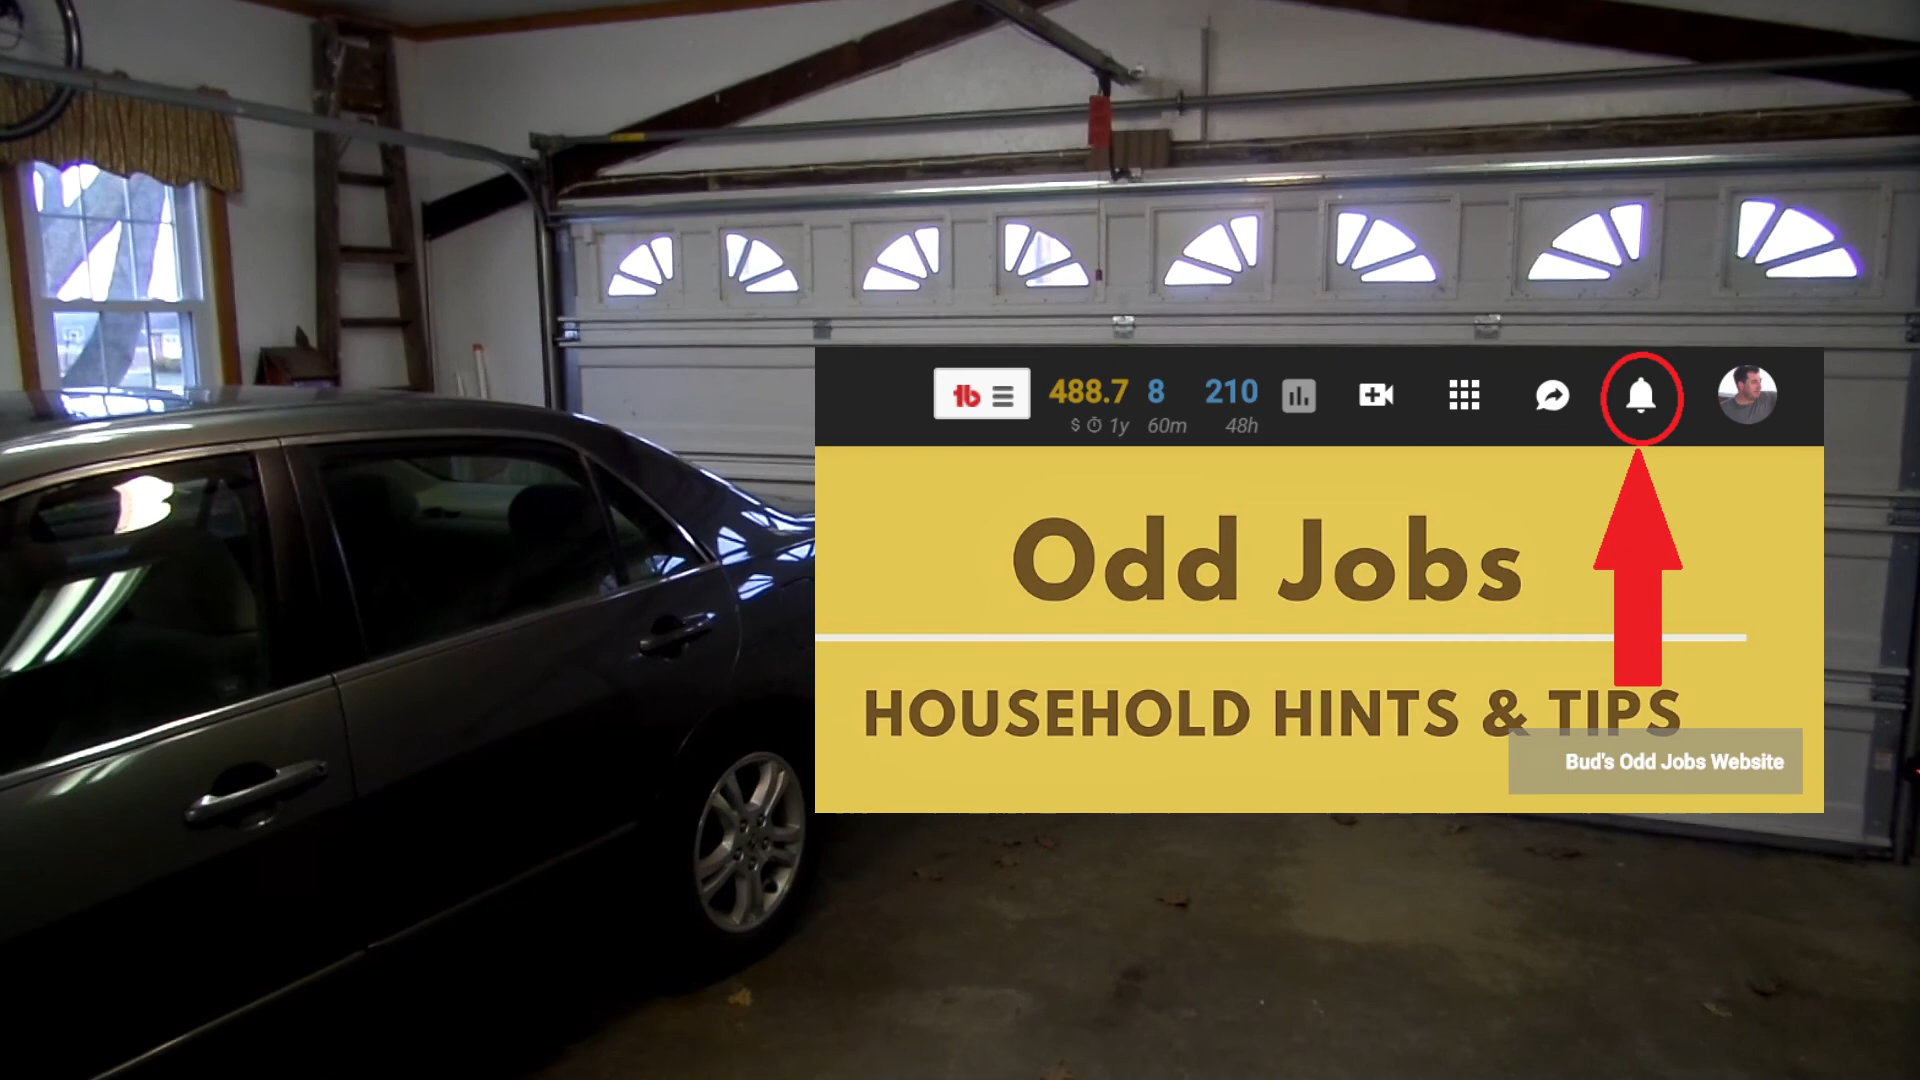 tb
488.7 8 210
$ 1y 60m 48h
Odd Jobs
HOUSEHOLD HINTS & TIPS
Bud's Odd Jobs Website